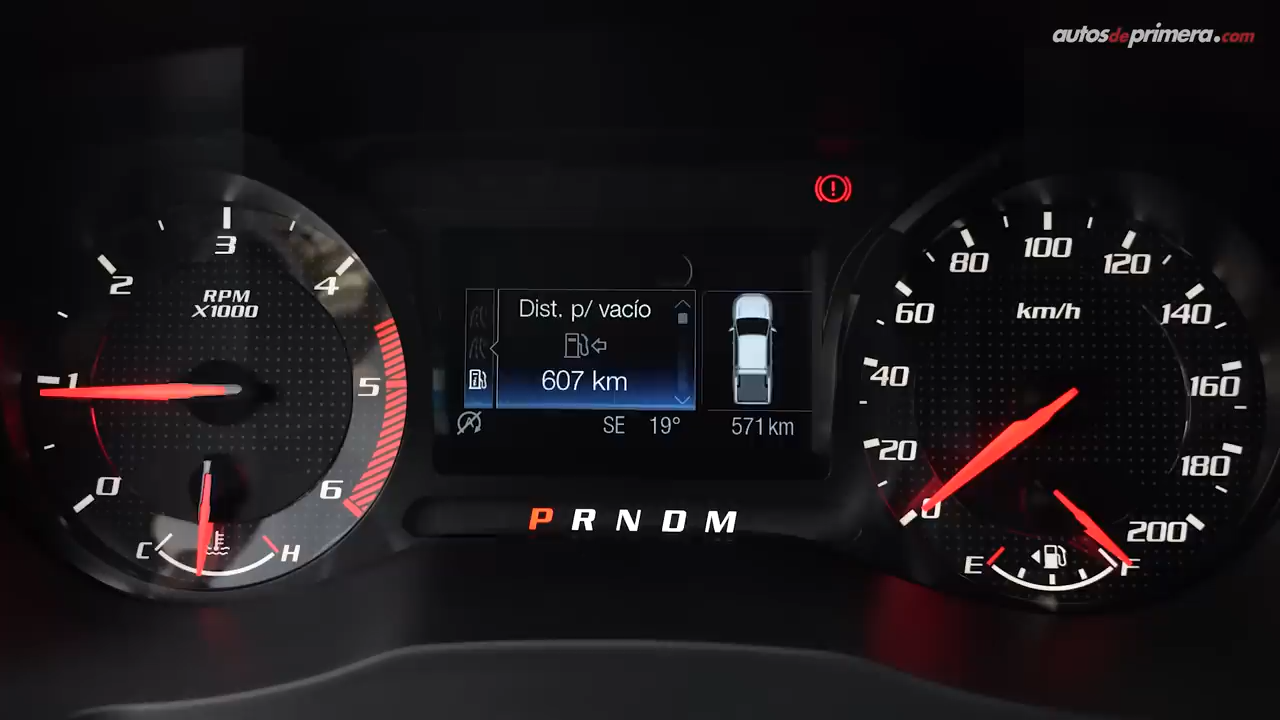 autosdeprimera.com
0
1
2
3
4
5
6
RPM
X1000
C
H
Dist. p/ vacío
607 km
SE 19° 571 km
P R N D M
0
20
40
60
80
100
120
140
160
180
200
km/h
E
F